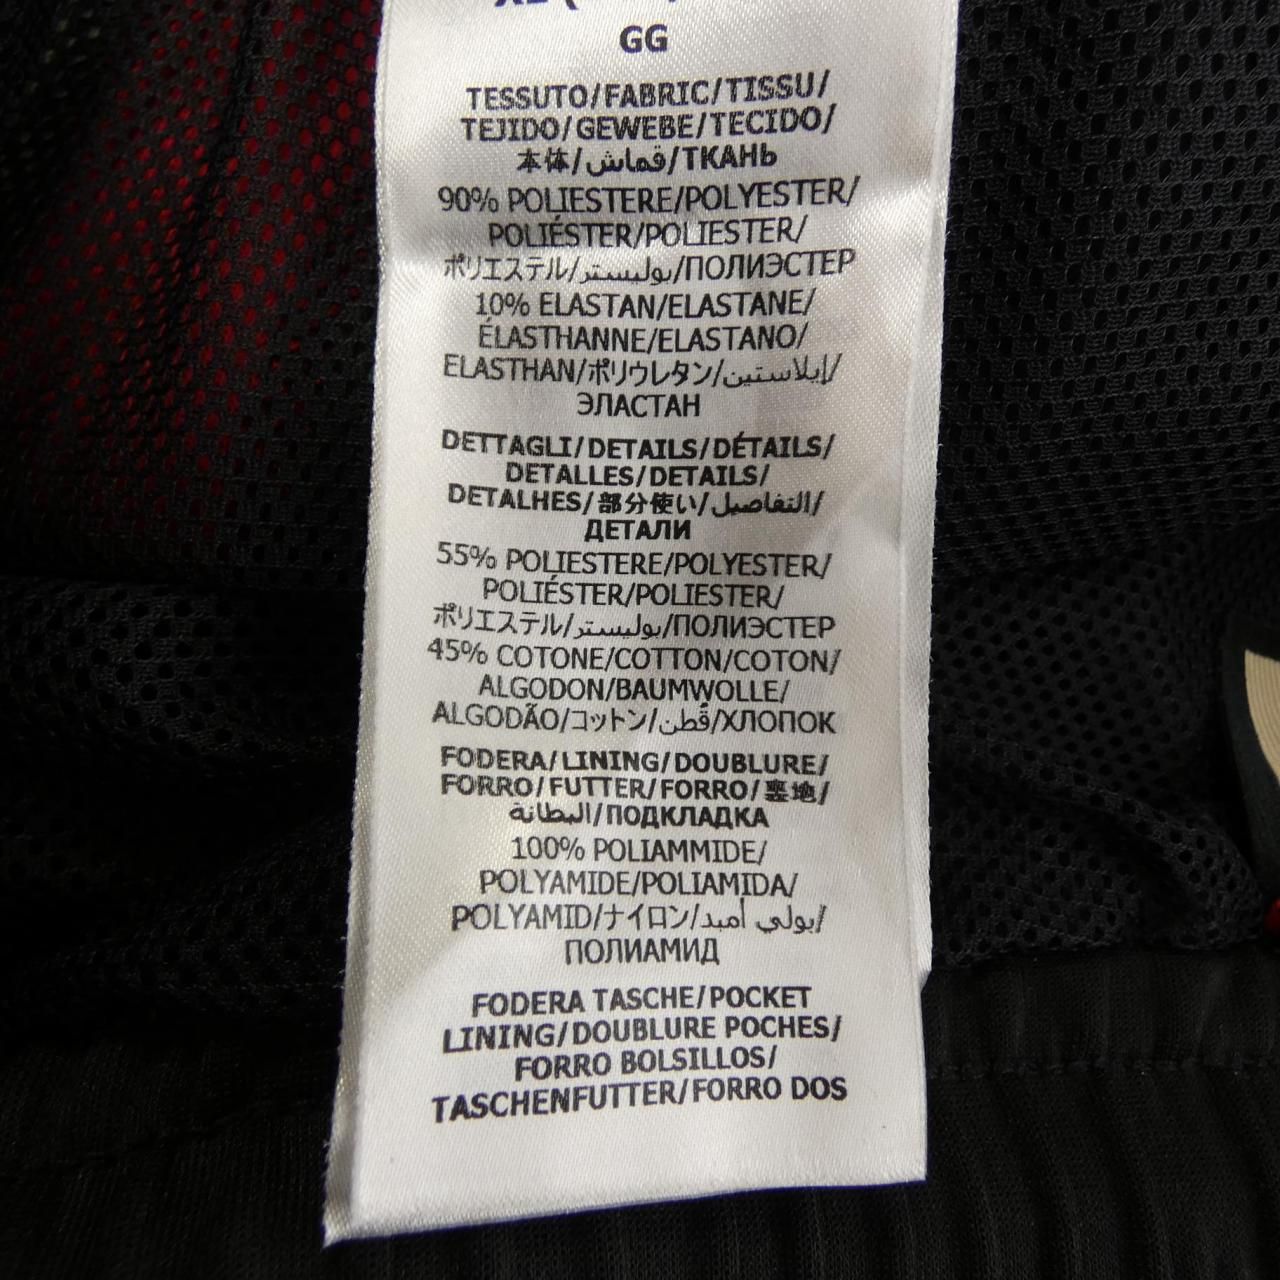 GG
TESSUTO/FABRIC/TISSU/
TEJIDO/GEWEBE/TECIDO/
本体/قماش/ТКАНЬ
90% POLIESTERE/POLYESTER/
POLIÉSTER/POLIESTER/
ポリエステル/بوليستر/ПОЛИЭСТЕР
10% ELASTAN/ELASTANE/
ÉLASTHANNE/ELASTANO/
ELASTHAN/ポリウレタン/إيلاستين/
ЭЛАСТАН
DETTAGLI/DETAILS/DÉTAILS/
DETALLES/DETAILS/
DETALHES/部分使い/التفاصيل/
ДЕТАЛИ
55% POLIESTERE/POLYESTER/
POLIÉSTER/POLIESTER/
ポリエステル/بوليستر/ПОЛИЭСТЕР
45% COTONE/COTTON/COTON/
ALGODON/BAUMWOLLE/
ALGODÃO/コットン/قُطن/ХЛОПОК
FODERA/LINING/DOUBLURE/
FORRO/FUTTER/FORRO/裏地/
البطانة/ПОДКЛАДКА
100% POLIAMMIDE/
POLYAMIDE/POLIAMIDA/
POLYAMID/ナイロン/بولي أميد/
ПОЛИАМИД
FODERA TASCHE/POCKET
LINING/DOUBLURE POCHES/
FORRO BOLSILLOS/
TASCHENFUTTER/FORRO DOS